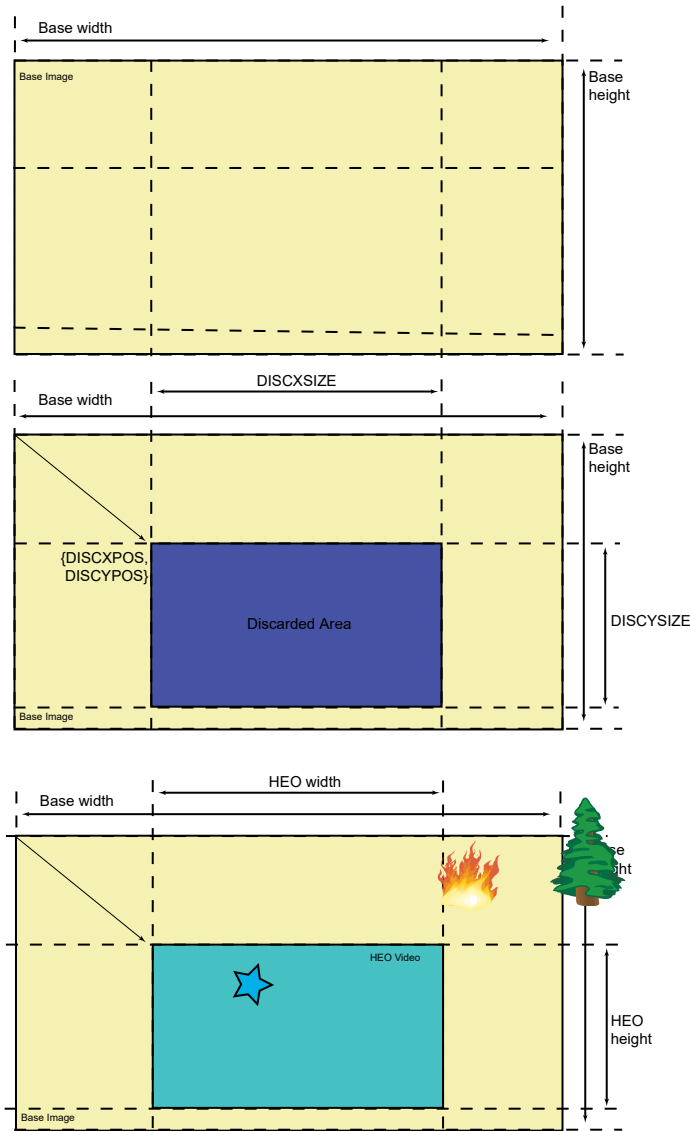 Base width
Base Image
Base
height
DISCXSIZE
Base width
Base
height
{DISCXPOS,
DISCYPOS}
Discarded Area
DISCYSIZE
Base Image
HEO width
Base width
HEO Video
HEO
height
Base Image